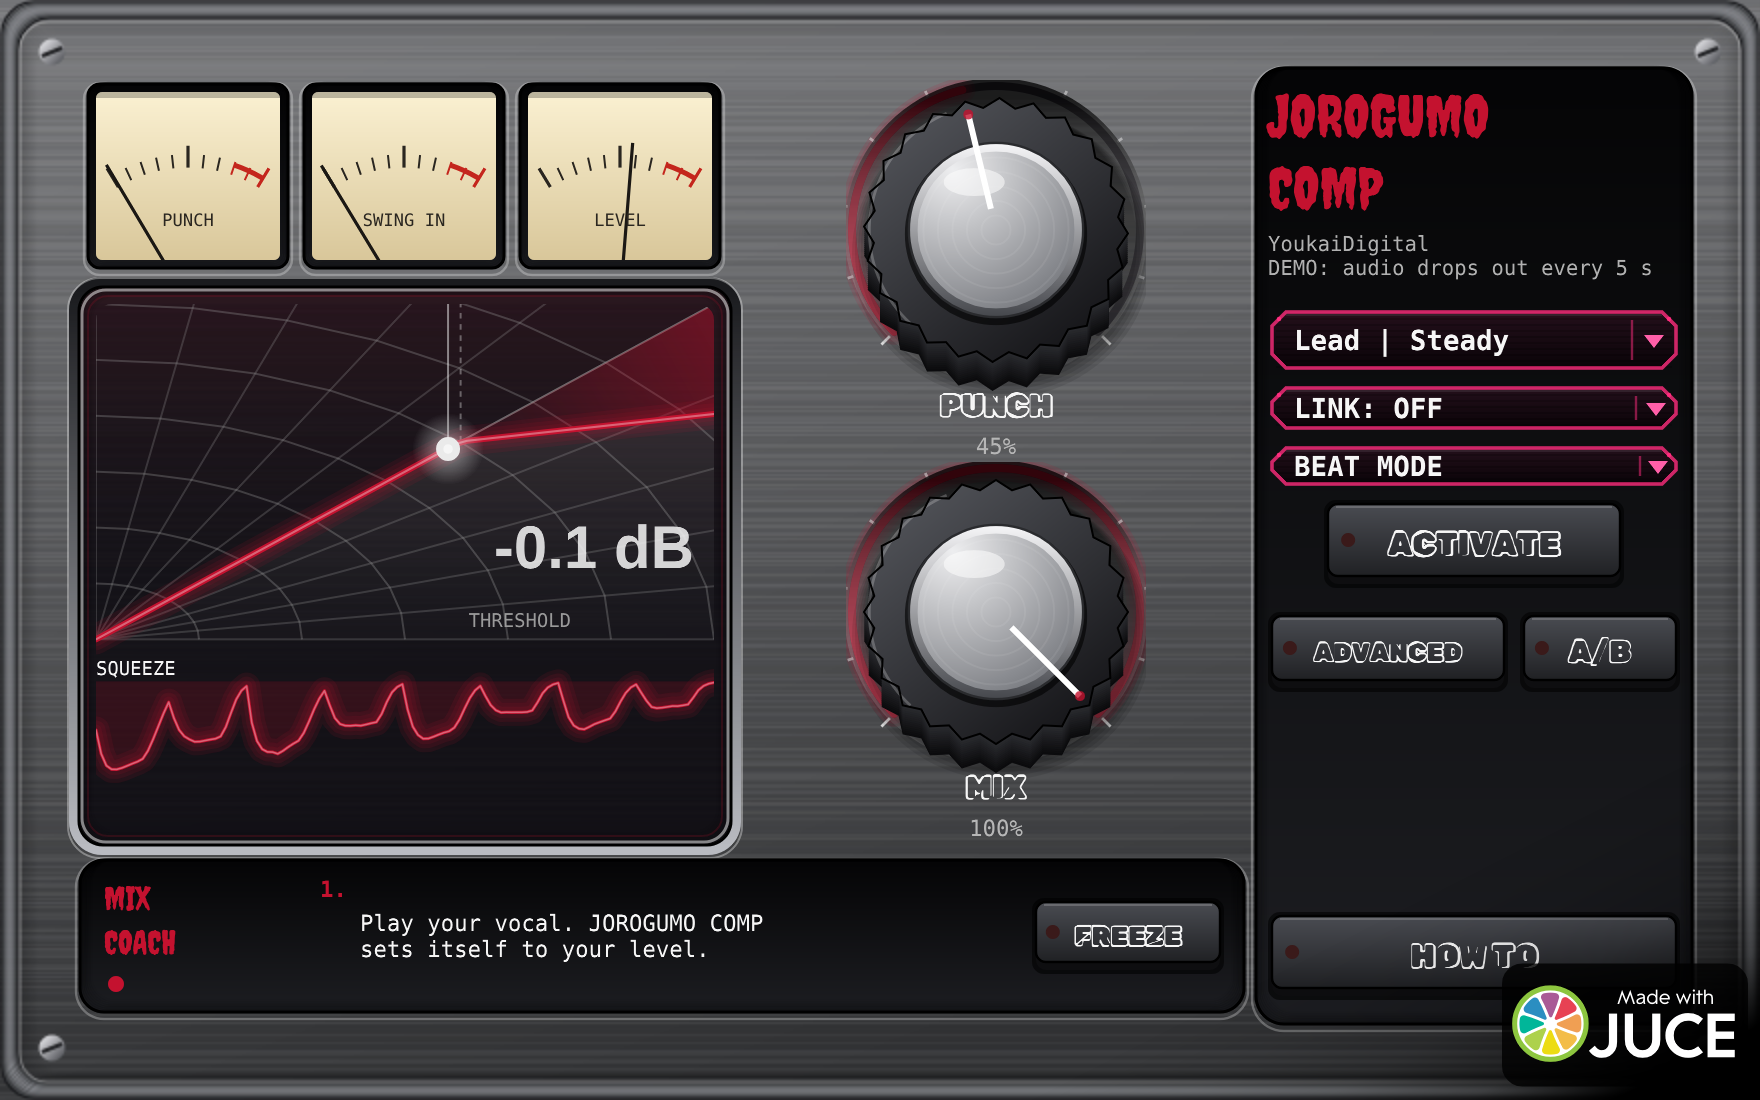 PUNCH
SWING IN
LEVEL
-0.1 dB
THRESHOLD
SQUEEZE
PUNCH
45%
MIX
100%
JOROGUMO
COMP
YoukaiDigital
DEMO: audio drops out every 5 s
Lead | Steady
LINK: OFF
BEAT MODE
ACTIVATE
ADVANCED
A/B
MIX
COACH
1.
Play your vocal. JOROGUMO COMP
sets itself to your level.
FREEZE
HOW TO
Made with
JUCE